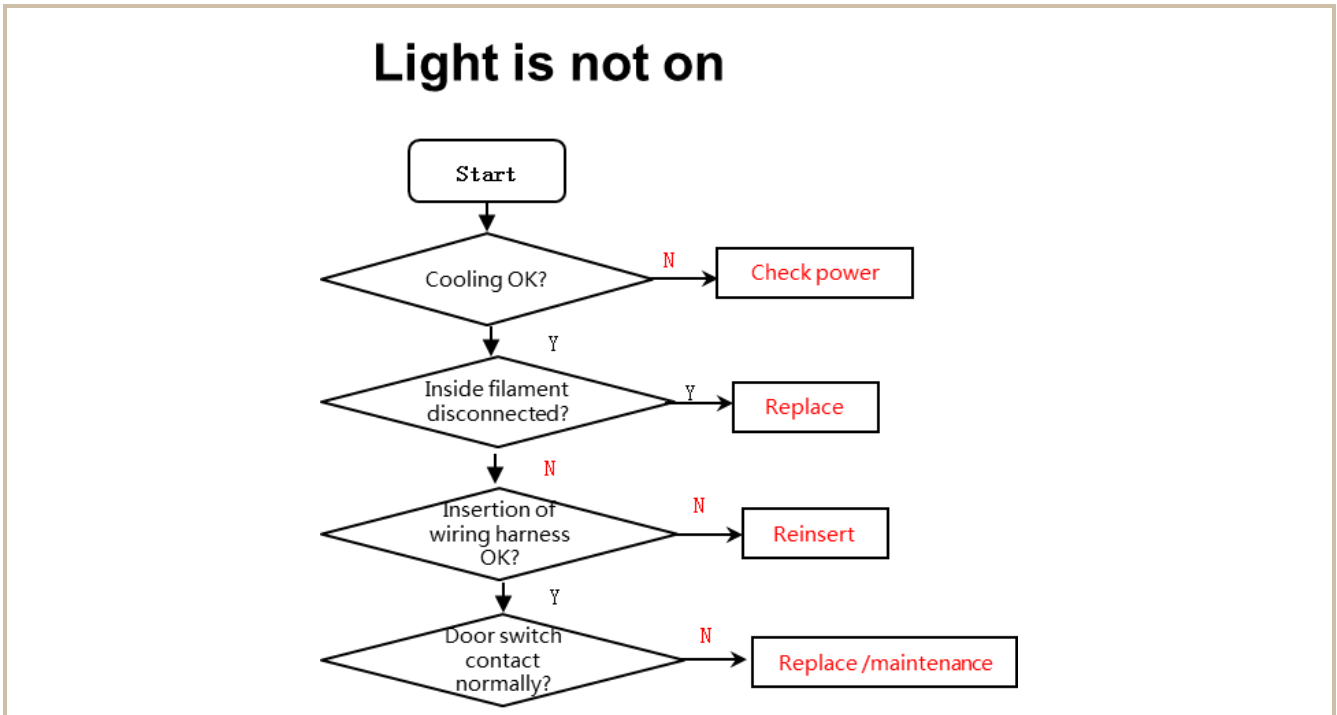 Light is not on
Start
Cooling OK?
N
Check power
Y
Inside filament
disconnected?
Y
Replace
N
Insertion of
wiring harness
OK?
N
Reinsert
Y
Door switch
contact
normally?
N
Replace /maintenance